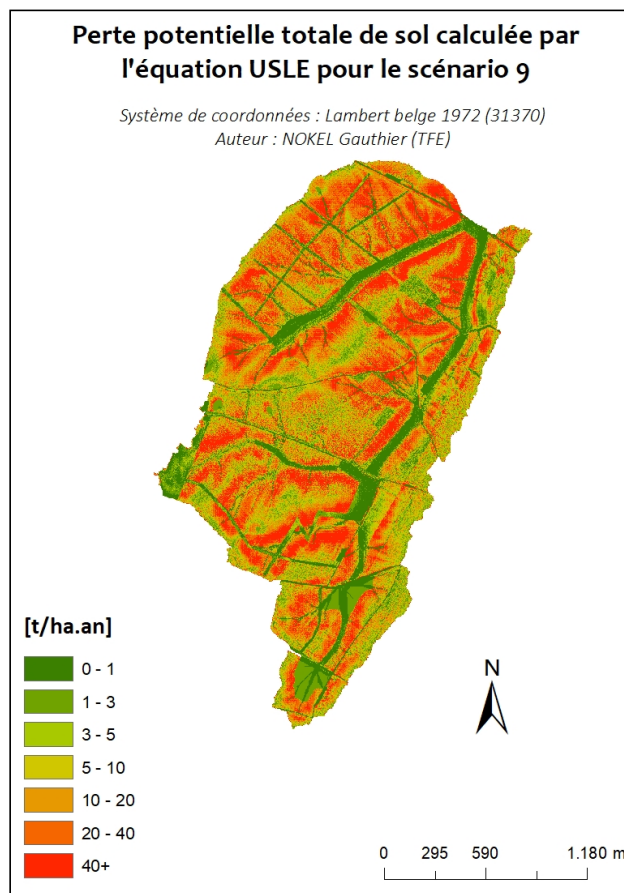 Perte potentielle totale de sol calculée par
l'équation USLE pour le scénario 9
Système de coordonnées : Lambert belge 1972 (31370)
Auteur : NOKEL Gauthier (TFE)
[t/ha.an]
0 - 1
1 - 3
3 - 5
5 - 10
10 - 20
20 - 40
40+
N
0 295 590 1.180 m